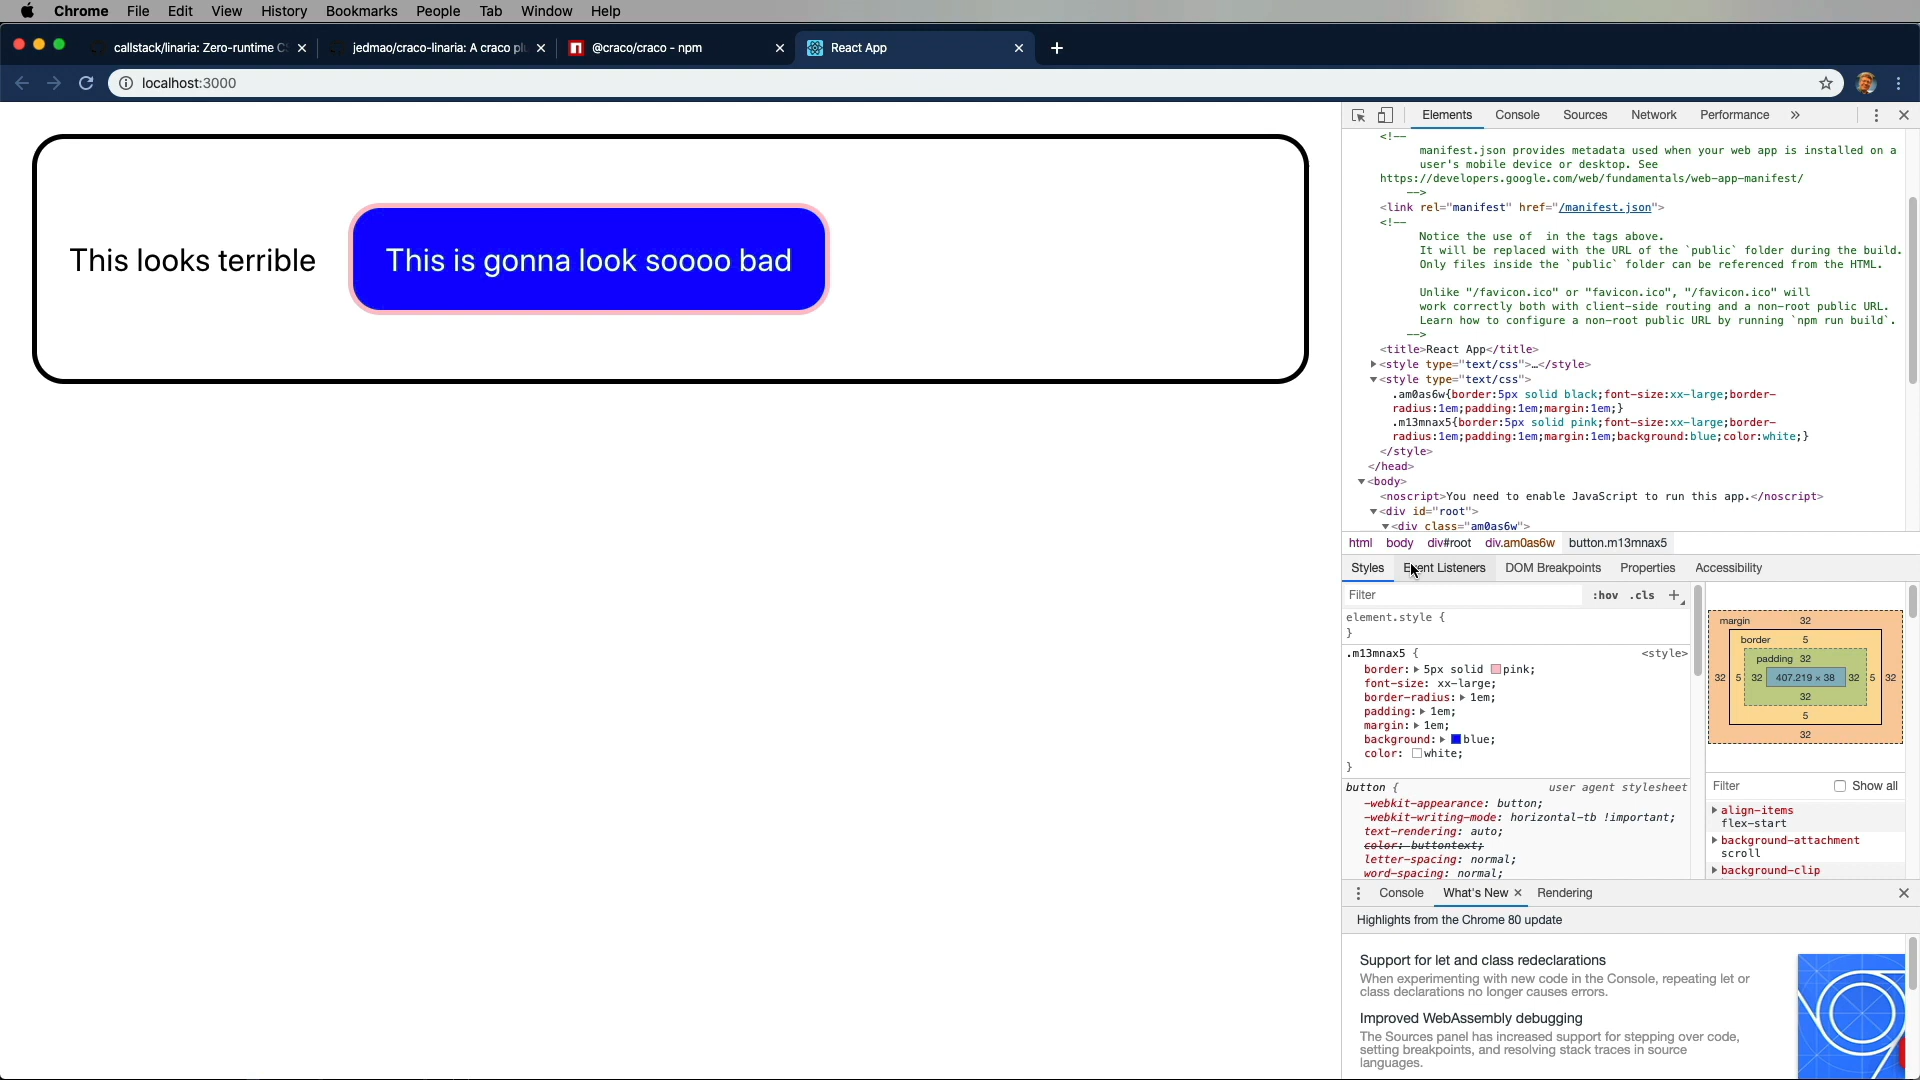 Chrome File Edit View History Bookmarks People Tab Window Help
callstack/linaria: Zero-runtime C
jedmao/craco-linaria: A craco pl
@craco/craco - npm
React App
localhost:3000
This looks terrible
This is gonna look soooo bad
Elements Console Sources Network Performance »
<!--
manifest.json provides metadata used when your web app is installed on a
user's mobile device or desktop. See
https://developers.google.com/web/fundamentals/web-app-manifest/
-->
<link rel="manifest" href="/manifest.json">
<!--
Notice the use of  in the tags above.
It will be replaced with the URL of the `public` folder during the build.
Only files inside the `public` folder can be referenced from the HTML.
Unlike "/favicon.ico" or "favicon.ico", "/favicon.ico" will
work correctly both with client-side routing and a non-root public URL.
Learn how to configure a non-root public URL by running `npm run build`.
-->
<title>React App</title>
<style type="text/css">…</style>
<style type="text/css">
.am0as6w{border:5px solid black;font-size:xx-large;border-
radius:1em;padding:1em;margin:1em;}
.m13mnax5{border:5px solid pink;font-size:xx-large;border-
radius:1em;padding:1em;margin:1em;background:blue;color:white;}
</style>
</head>
<body>
<noscript>You need to enable JavaScript to run this app.</noscript>
<div id="root">
<div class="am0as6w">
html body div#root div.am0as6w button.m13mnax5
Styles Event Listeners DOM Breakpoints Properties Accessibility
Filter :hov .cls +
element.style {
}
.m13mnax5 { <style>
border: 5px solid pink;
font-size: xx-large;
border-radius: 1em;
padding: 1em;
margin: 1em;
background: blue;
color: white;
}
button { user agent stylesheet
-webkit-appearance: button;
-webkit-writing-mode: horizontal-tb !important;
text-rendering: auto;
color: buttontext;
letter-spacing: normal;
word-spacing: normal;
margin 32
border 5
padding 32
32 5 32 407.219 × 38 32 5 32
32
5
32
Filter Show all
align-items
flex-start
background-attachment
scroll
background-clip
Console What's New Rendering
Highlights from the Chrome 80 update
Support for let and class redeclarations
When experimenting with new code in the Console, repeating let or
class declarations no longer causes errors.
Improved WebAssembly debugging
The Sources panel has increased support for stepping over code,
setting breakpoints, and resolving stack traces in source
languages.